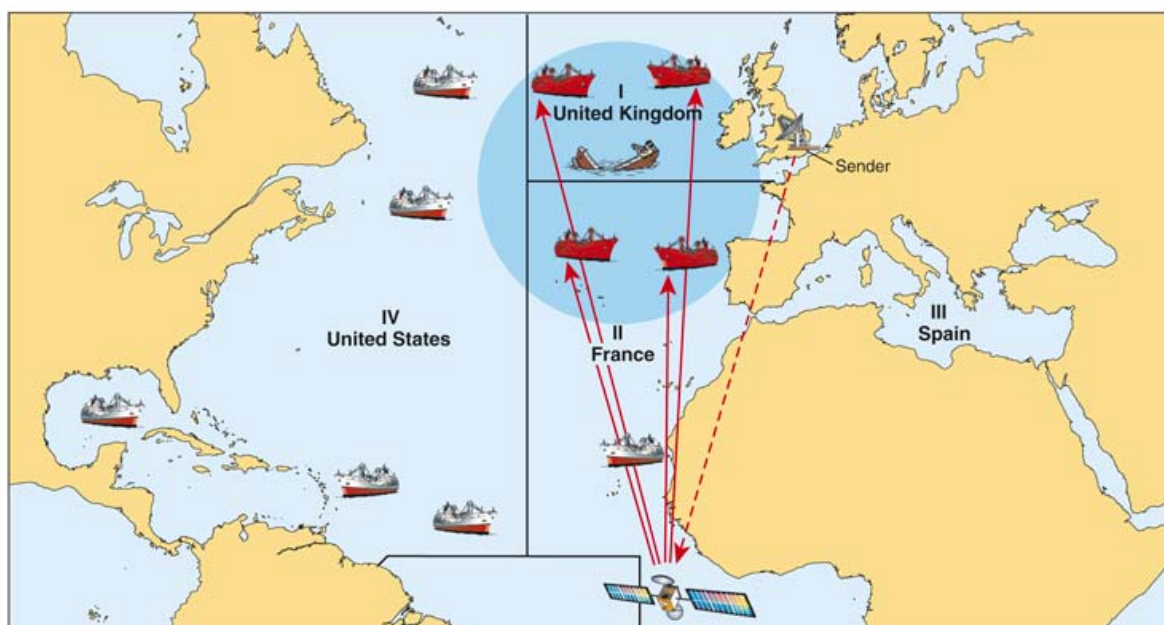 I
United Kingdom
Sender
IV
United States
II
France
III
Spain